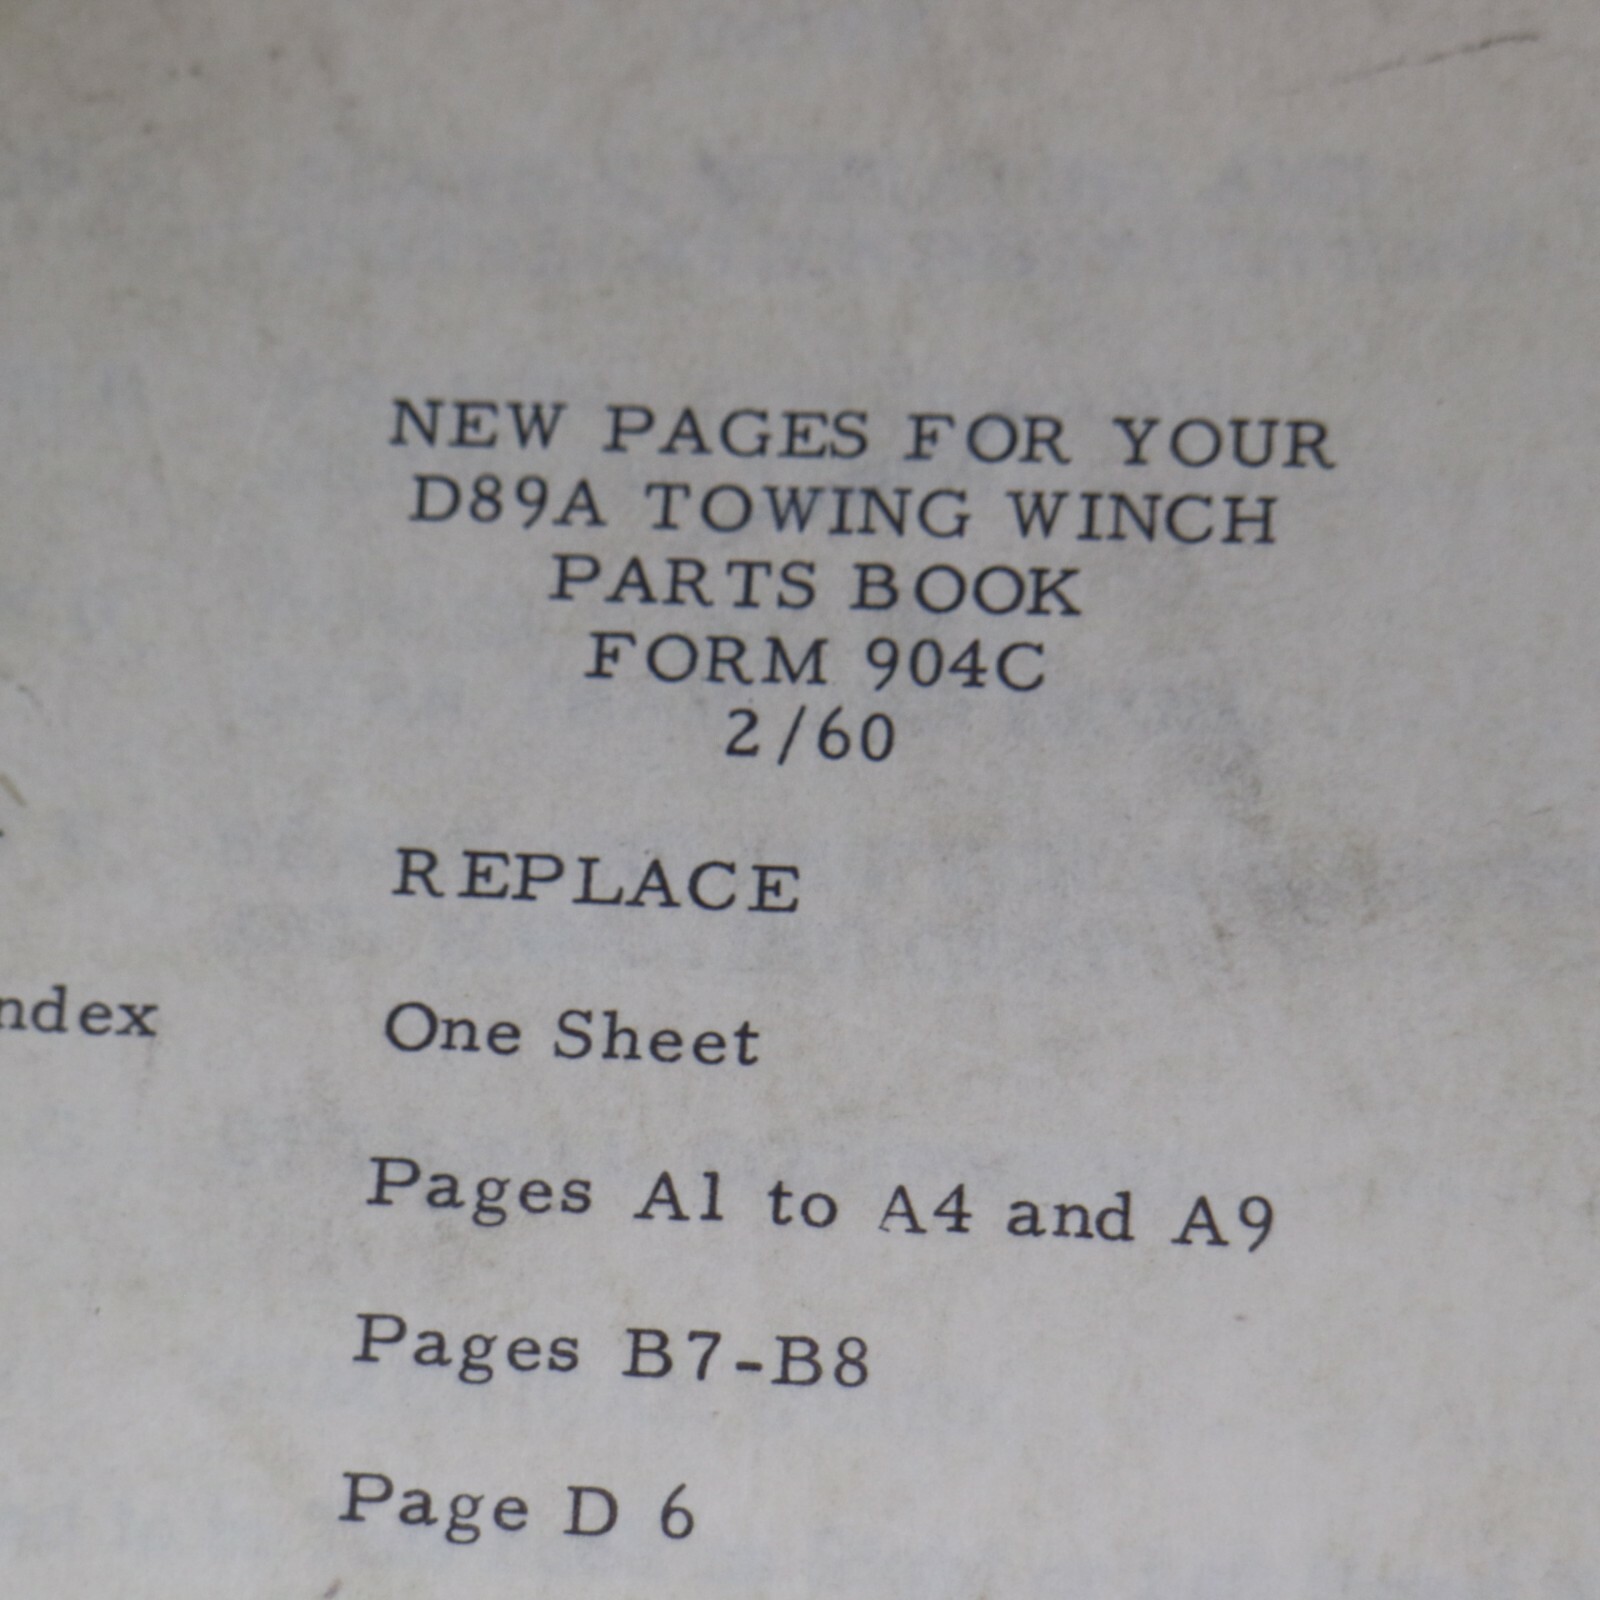 NEW PAGES FOR YOUR
D89A TOWING WINCH
PARTS BOOK
FORM 904C
2/60
REPLACE
ndex One Sheet
Pages A1 to A4 and A9
Pages B7-B8
Page D 6